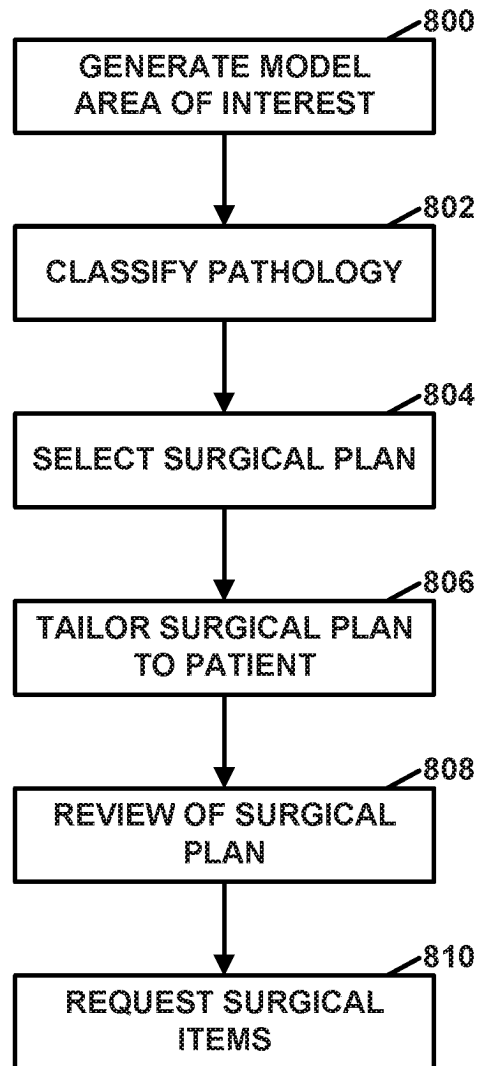 800
GENERATE MODEL
AREA OF INTEREST
802
CLASSIFY PATHOLOGY
804
SELECT SURGICAL PLAN
806
TAILOR SURGICAL PLAN
TO PATIENT
808
REVIEW OF SURGICAL
PLAN
810
REQUEST SURGICAL
ITEMS